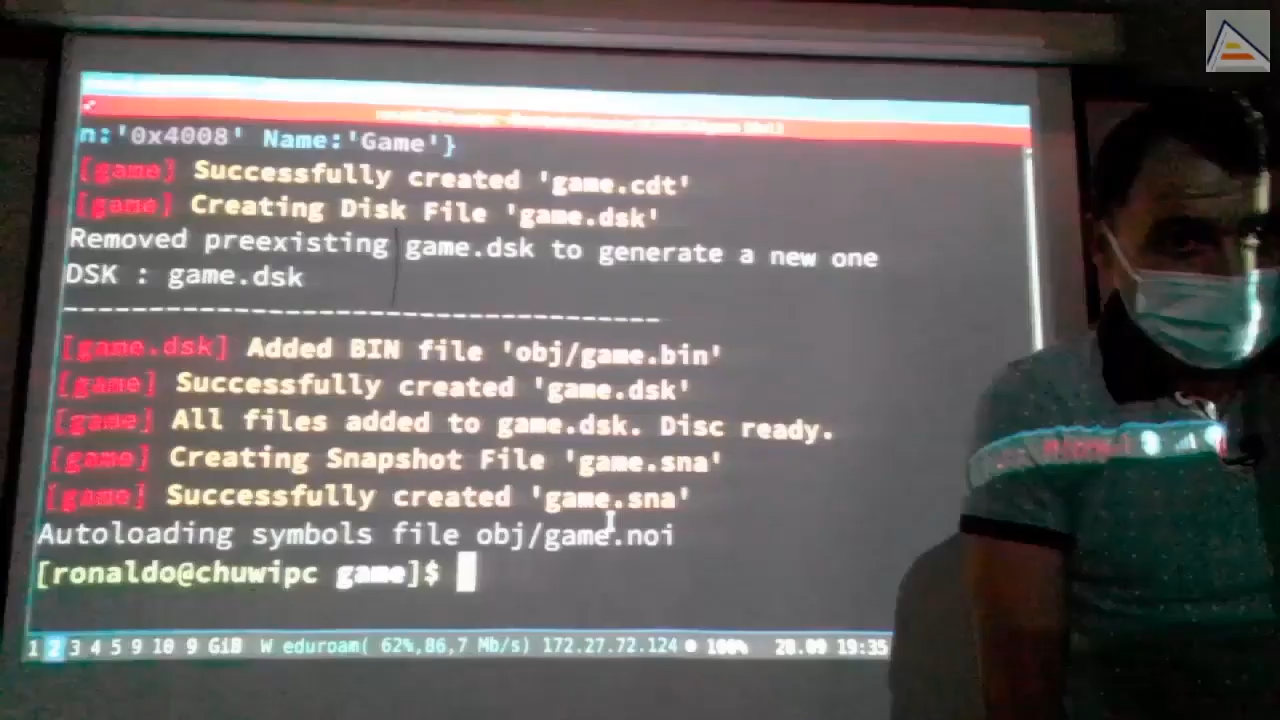 n:'0x4008' Name:'Game'}
[game] Successfully created 'game.cdt'
[game] Creating Disk File 'game.dsk'
Removed preexisting game.dsk to generate a new one
DSK : game.dsk
------------------------------------
[game.dsk] Added BIN file 'obj/game.bin'
[game] Successfully created 'game.dsk'
[game] All files added to game.dsk. Disc ready.
[game] Creating Snapshot File 'game.sna'
[game] Successfully created 'game.sna'
Autoloading symbols file obj/game.noi
[ronaldo@chuwipc game]$
1 2 3 4 5 9 10 9 GiB W eduroam( 62%,86,7 Mb/s) 172.27.72.124 100% 28.09 19:35